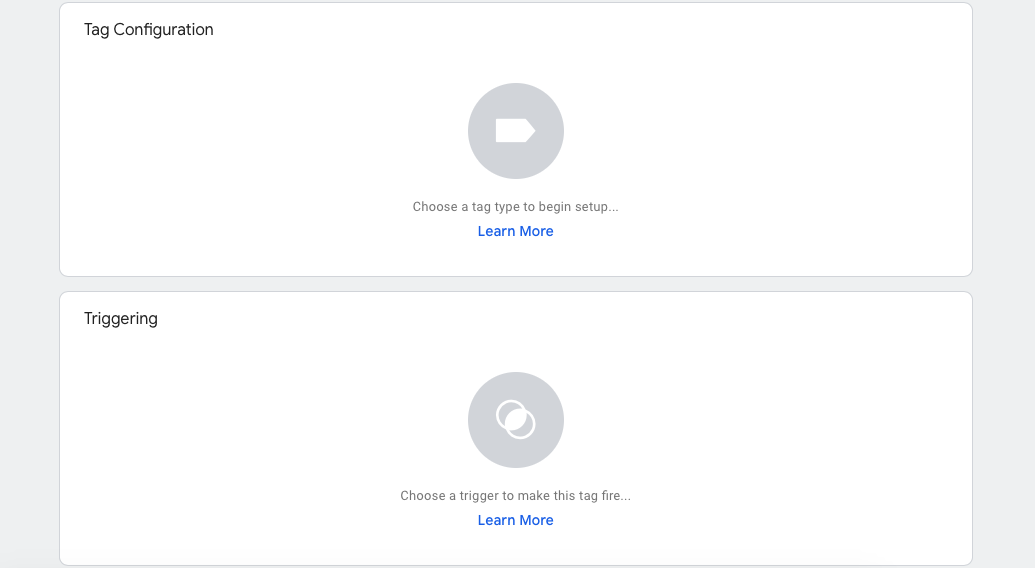 Tag Configuration
Choose a tag type to begin setup...
Learn More
Triggering
Choose a trigger to make this tag fire...
Learn More